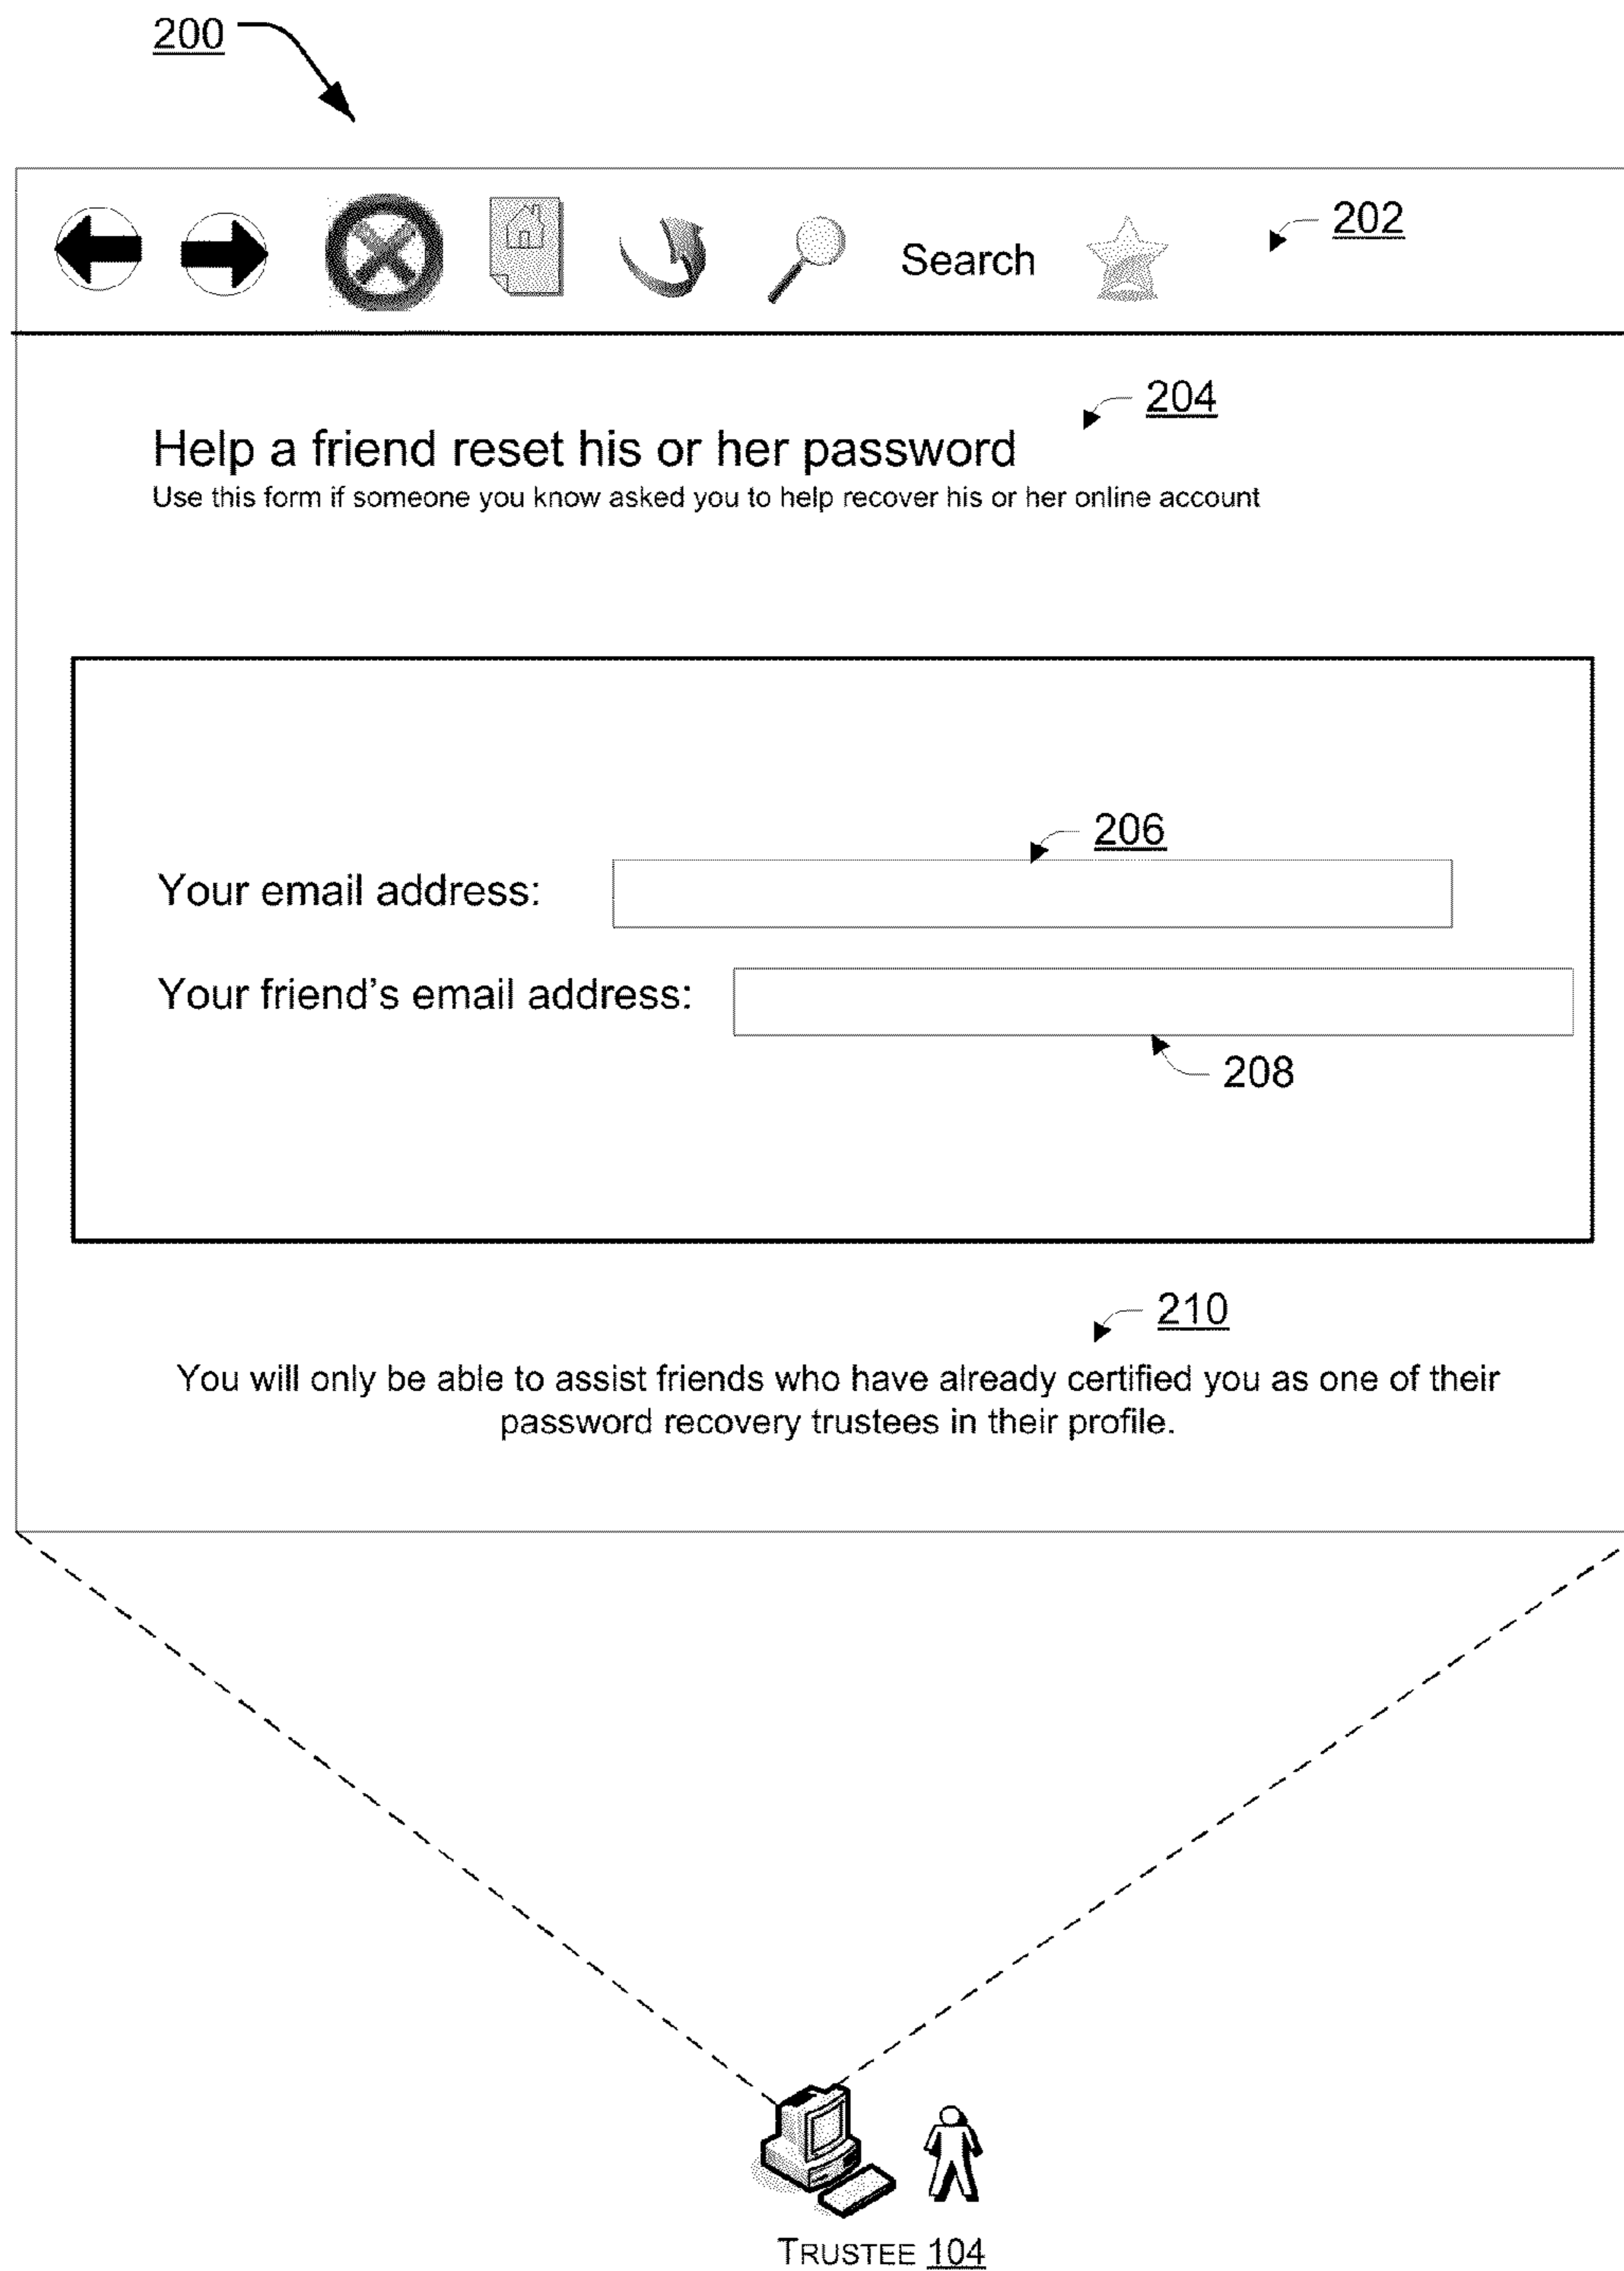 200
202
Search
204
Help a friend reset his or her password
Use this form if someone you know asked you to help recover his or her online account
206
Your email address:
Your friend's email address:
208
210
You will only be able to assist friends who have already certified you as one of their
password recovery trustees in their profile.
TRUSTEE 104